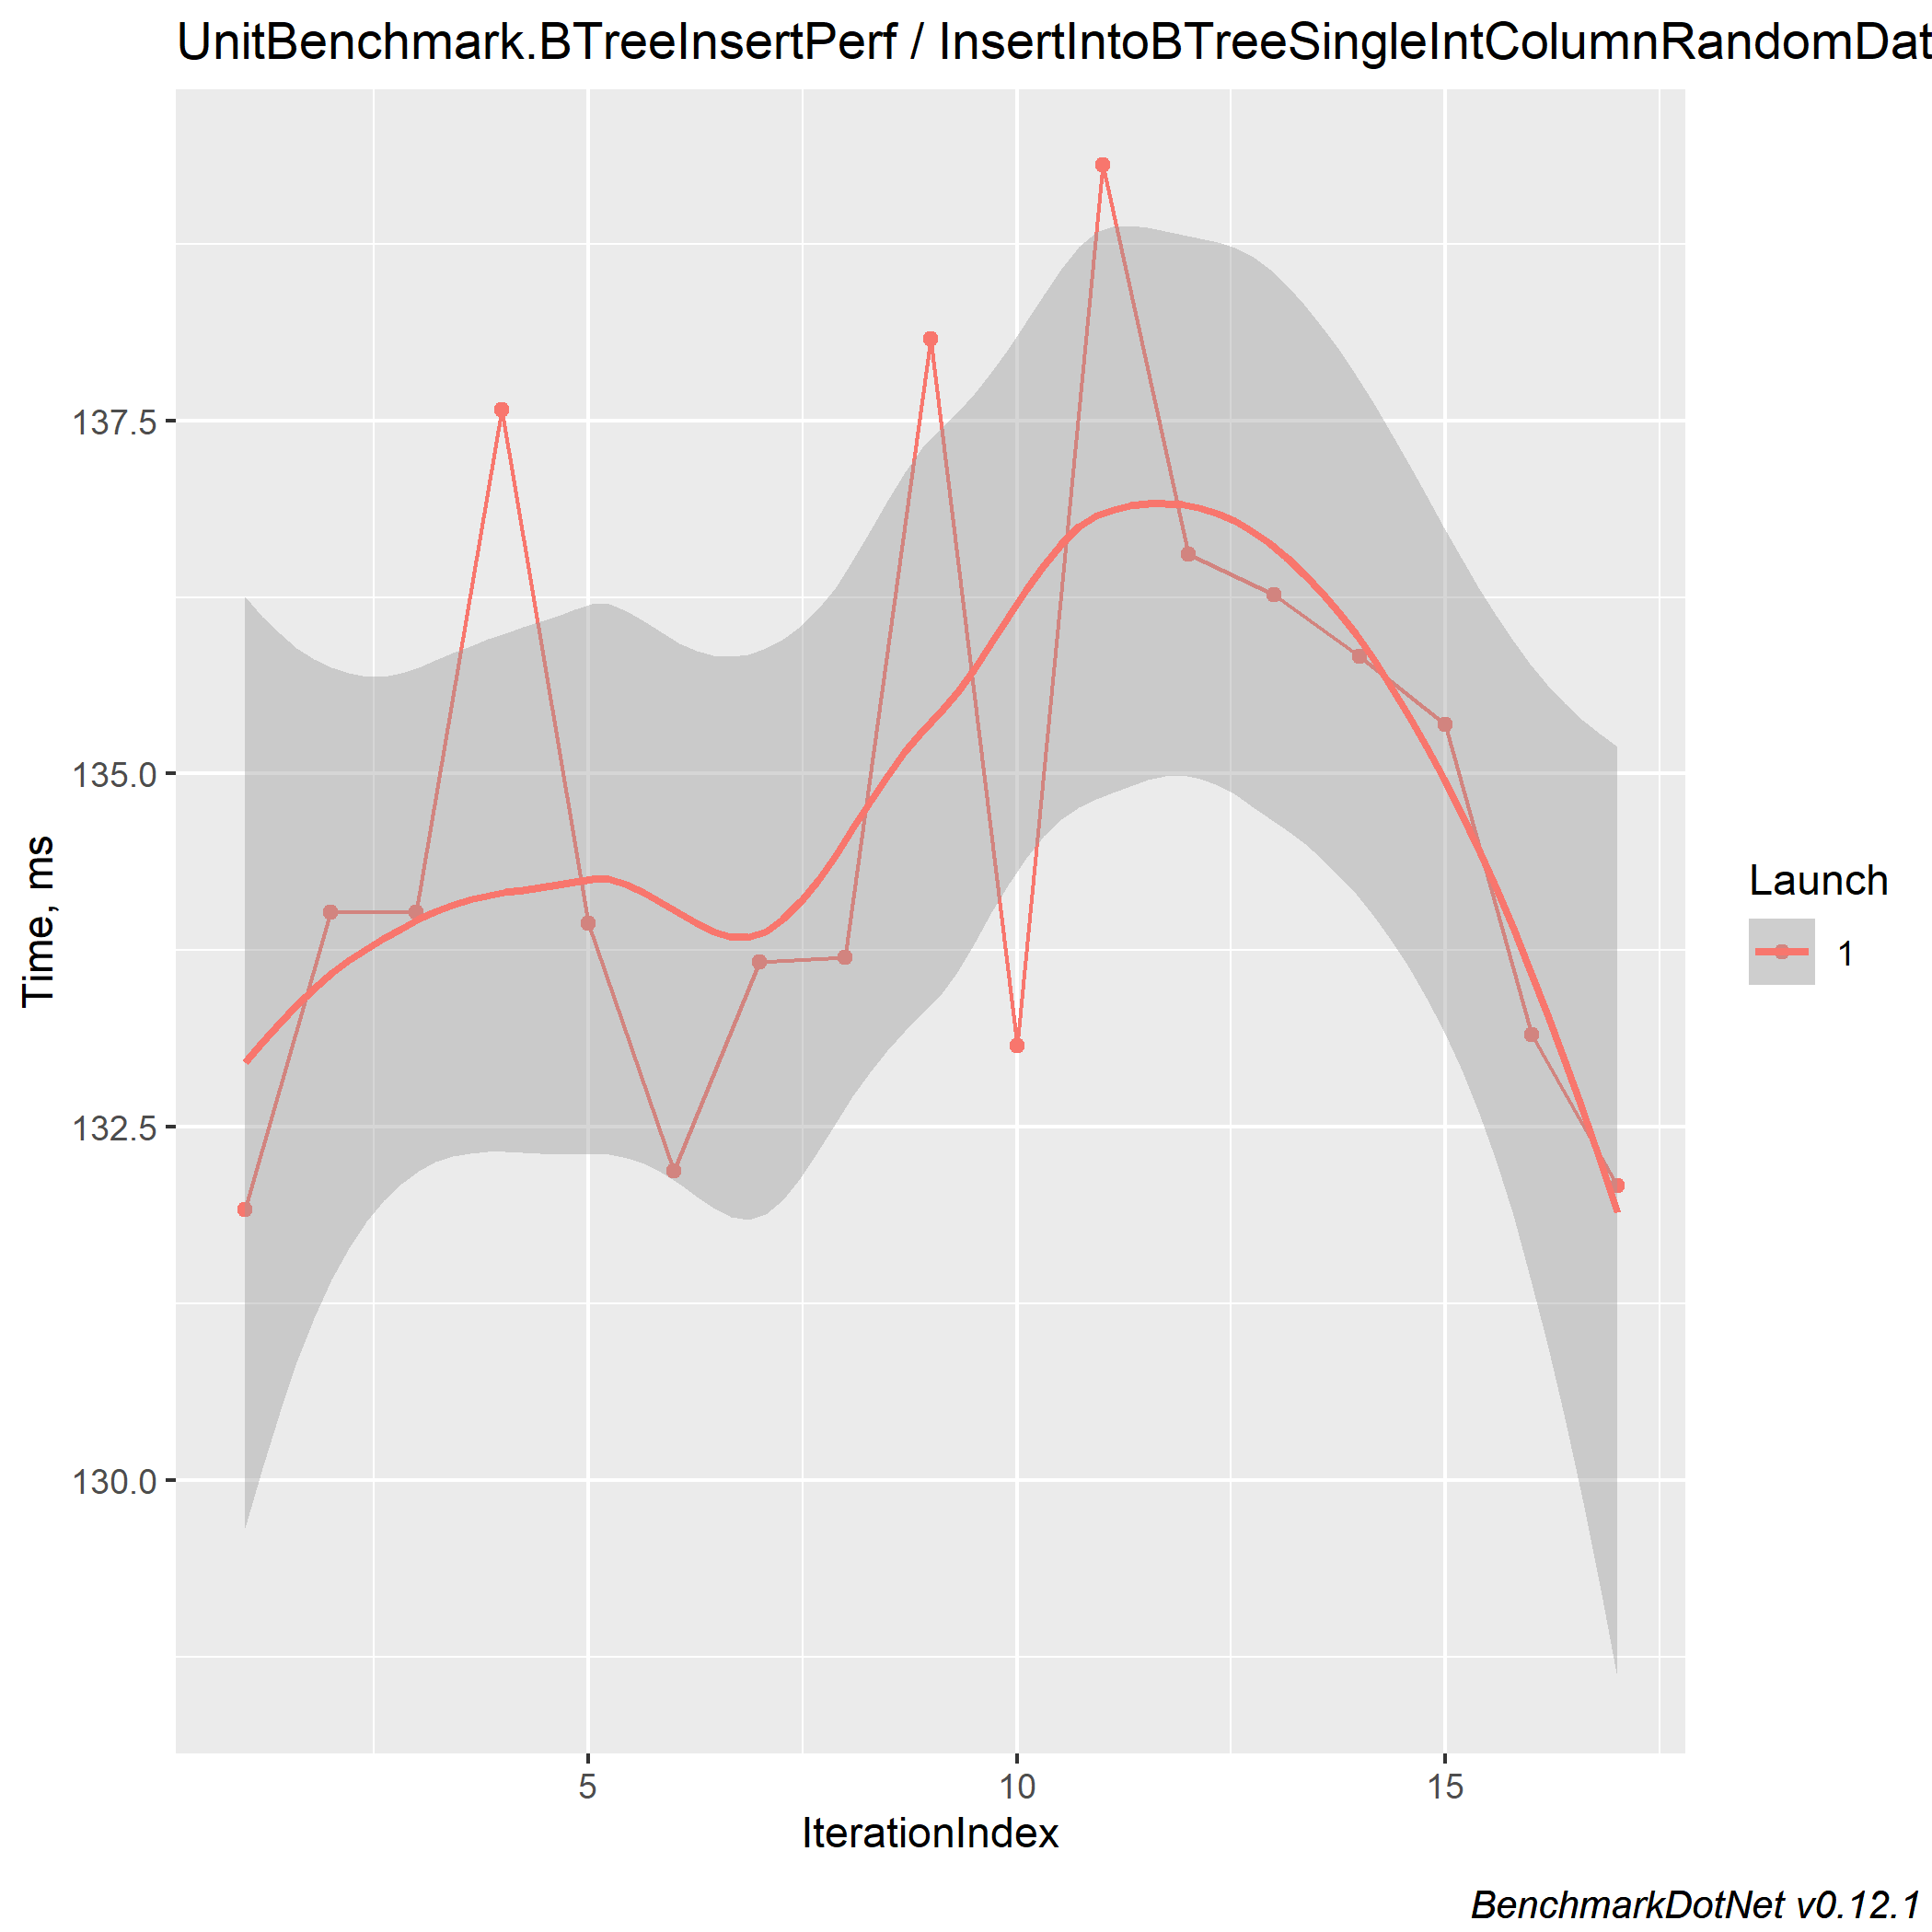 UnitBenchmark.BTreeInsertPerf / InsertIntoBTreeSingleIntColumnRandomDat
137.5
135.0
132.5
130.0
Time, ms
Launch
1
5 10 15
IterationIndex
BenchmarkDotNet v0.12.1